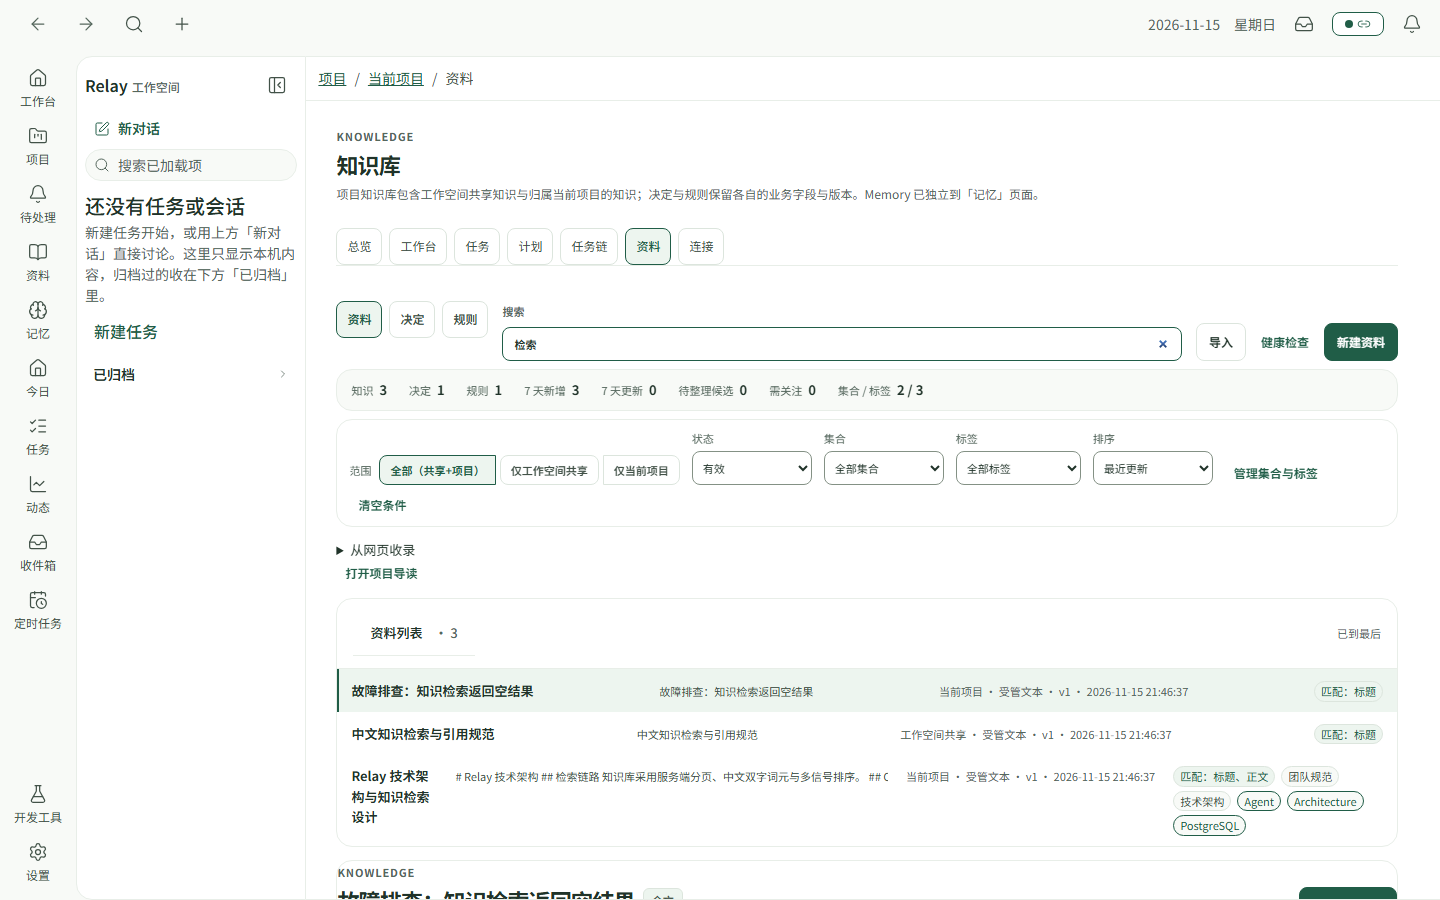 2026-11-15 星期日
工作台
项目
待处理
资料
记忆
今日
任务
动态
收件箱
定时任务
开发工具
设置
Relay 工作空间
新对话
搜索已加载项
还没有任务或会话
新建任务开始，或用上方「新对
话」直接讨论。这里只显示本机内
容，归档过的收在下方「已归档」
里。
新建任务
已归档
项目 / 当前项目 / 资料
KNOWLEDGE
知识库
项目知识库包含工作空间共享知识与归属当前项目的知识；决定与规则保留各自的业务字段与版本。Memory 已独立到「记忆」页面。
总览 工作台 任务 计划 任务链 资料 连接
资料 决定 规则
搜索
检索
导入 健康检查 新建资料
知识 3 决定 1 规则 1 7 天新增 3 7 天更新 0 待整理候选 0 需关注 0 集合 / 标签 2 / 3
状态 集合 标签 排序
范围 全部（共享+项目） 仅工作空间共享 仅当前项目 有效 全部集合 全部标签 最近更新 管理集合与标签
清空条件
从网页收录
打开项目导读
资料列表 · 3 已到最后
故障排查：知识检索返回空结果 故障排查：知识检索返回空结果 当前项目 · 受管文本 · v1 · 2026-11-15 21:46:37 匹配：标题
中文知识检索与引用规范 中文知识检索与引用规范 工作空间共享 · 受管文本 · v1 · 2026-11-15 21:46:37 匹配：标题
Relay 技术架 # Relay 技术架构 ## 检索链路 知识库采用服务端分页、中文双字词元与多信号排序。 ## 当前项目 · 受管文本 · v1 · 2026-11-15 21:46:37 匹配：标题、正文 团队规范
构与知识检索 技术架构 Agent Architecture
设计 PostgreSQL
KNOWLEDGE
故障排查：知识检索返回空结果